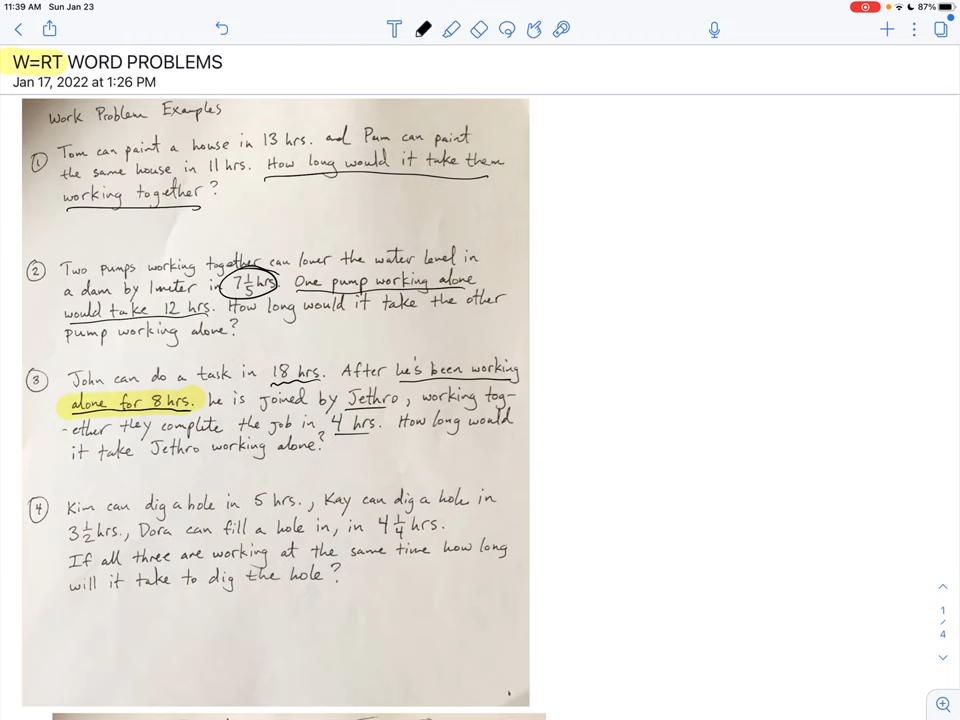 11:39 AM Sun Jan 23
87%
W=RT WORD PROBLEMS
Jan 17, 2022 at 1:26 PM
Work Problem Examples
1 Tom can paint a house in 13 hrs. and Pam can paint
the same house in 11 hrs. How long would it take them
working together?
2 Two pumps working together can lower the water level in
a dam by 1 meter in 7 1/5 hrs. One pump working alone
would take 12 hrs. How long would it take the other
pump working alone?
3 John can do a task in 18 hrs. After he's been working
alone for 8 hrs. he is joined by Jethro, working tog-
-ether they complete the job in 4 hrs. How long would
it take Jethro working alone?
4 Kim can dig a hole in 5 hrs., Kay can dig a hole in
3 1/2 hrs., Dora can fill a hole in, in 4 1/4 hrs.
If all three are working at the same time how long
will it take to dig the hole?
1
/
4